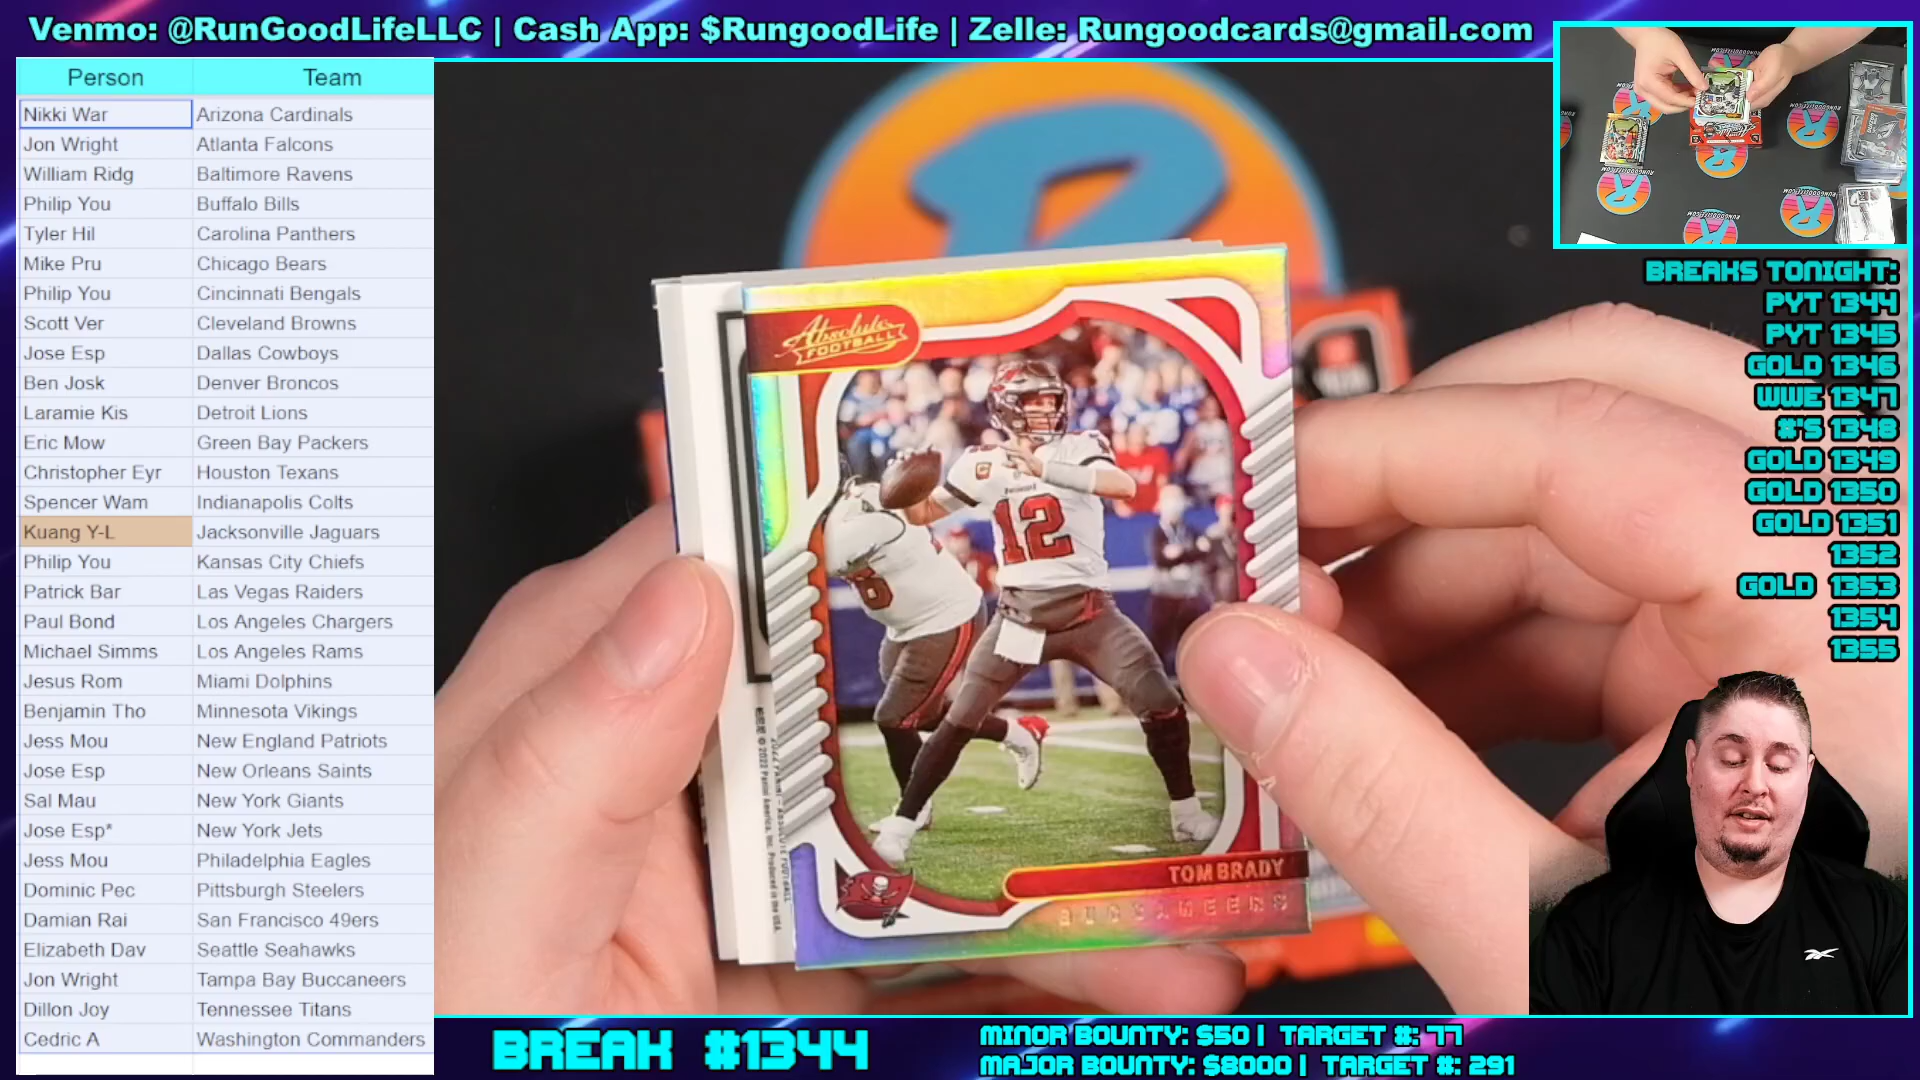 Venmo: @RunGoodLifeLLC | Cash App: $RungoodLife | Zelle: Rungoodcards@gmail.com
Person Team
Nikki War Arizona Cardinals
Jon Wright Atlanta Falcons
William Ridg Baltimore Ravens
Philip You Buffalo Bills
Tyler Hil Carolina Panthers
Mike Pru Chicago Bears
Philip You Cincinnati Bengals
Scott Ver Cleveland Browns
Jose Esp Dallas Cowboys
Ben Josk Denver Broncos
Laramie Kis Detroit Lions
Eric Mow Green Bay Packers
Christopher Eyr Houston Texans
Spencer Wam Indianapolis Colts
Kuang Y-L Jacksonville Jaguars
Philip You Kansas City Chiefs
Patrick Bar Las Vegas Raiders
Paul Bond Los Angeles Chargers
Michael Simms Los Angeles Rams
Jesus Rom Miami Dolphins
Benjamin Tho Minnesota Vikings
Jess Mou New England Patriots
Jose Esp New Orleans Saints
Sal Mau New York Giants
Jose Esp* New York Jets
Jess Mou Philadelphia Eagles
Dominic Pec Pittsburgh Steelers
Damian Rai San Francisco 49ers
Elizabeth Dav Seattle Seahawks
Jon Wright Tampa Bay Buccaneers
Dillon Joy Tennessee Titans
Cedric A Washington Commanders
Absolute
FOOTBALL
12
TOM BRADY
BUCCANEERS
BREAKS TONIGHT:
PYT 1344
PYT 1345
GOLD 1346
WWE 1347
#'S 1348
GOLD 1349
GOLD 1350
GOLD 1351
1352
GOLD 1353
1354
1355
BREAK #1344
MINOR BOUNTY: $50 | TARGET #: 77
MAJOR BOUNTY: $8000 | TARGET #: 291